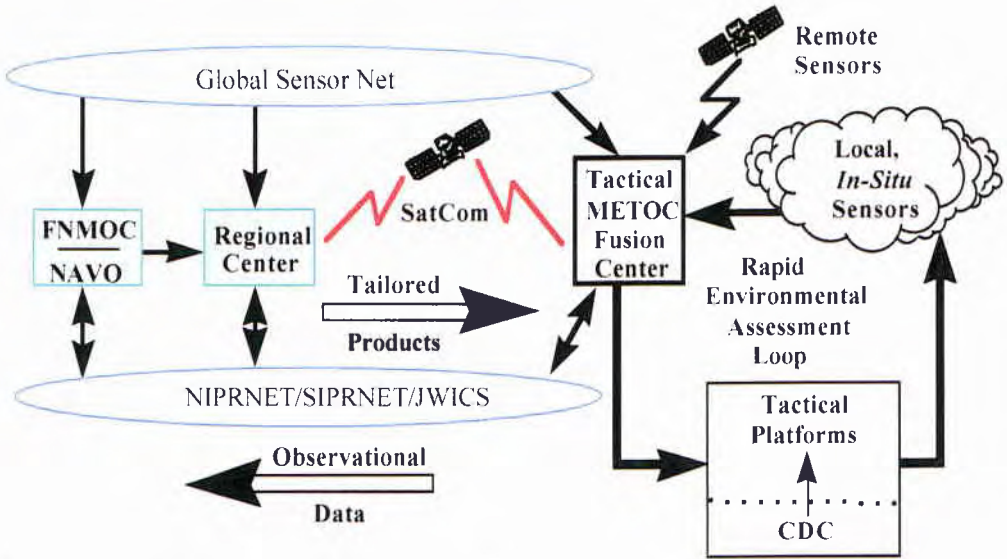 Remote
Sensors
Global Sensor Net
Local,
In-Situ
Sensors
SatCom
Tactical
METOC
Fusion
Center
FNMOC
NAVO
Regional
Center
Rapid
Environmental
Assessment
Loop
Tailored
Products
NIPRNET/SIPRNET/JWICS
Tactical
Platforms
CDC
Observational
Data